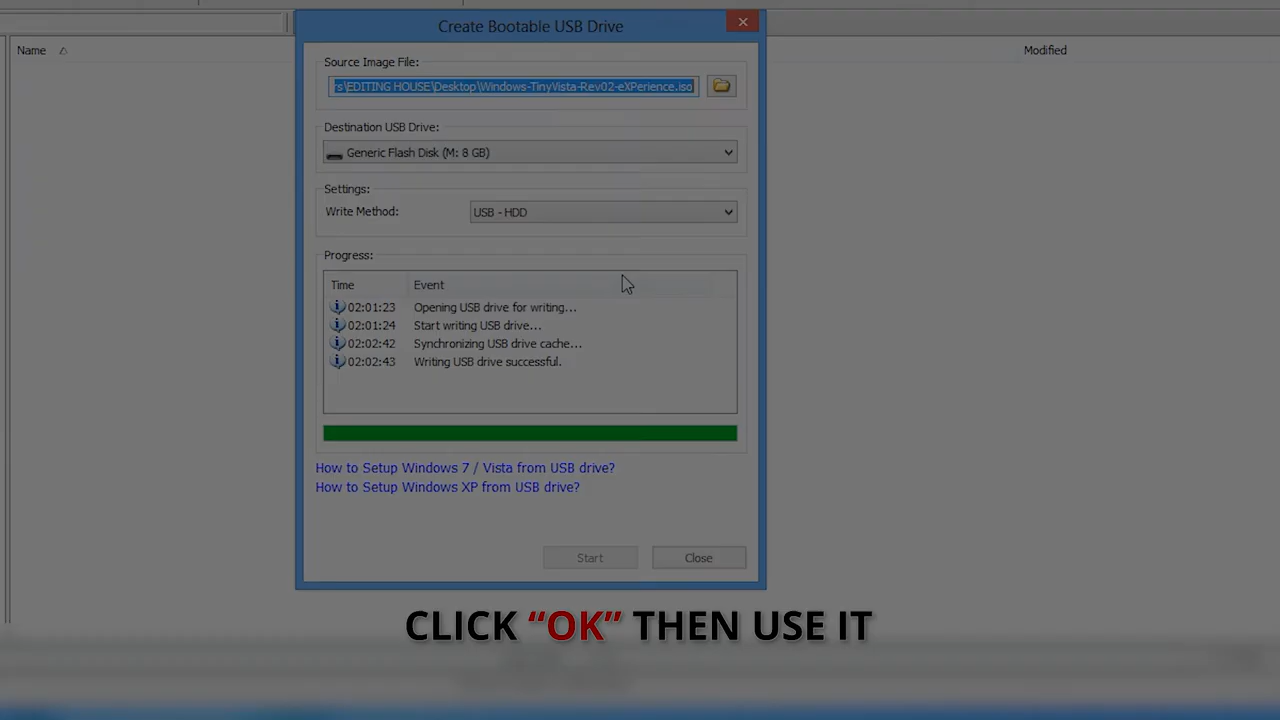 Create Bootable USB Drive
Name
Modified
Source Image File:
rs\EDITING HOUSE\Desktop\Windows-TinyVista-Rev02-eXPerience.iso
Destination USB Drive:
Generic Flash Disk (M: 8 GB)
Settings:
Write Method:
USB - HDD
Progress:
Time Event
02:01:23 Opening USB drive for writing...
02:01:24 Start writing USB drive...
02:02:42 Synchronizing USB drive cache...
02:02:43 Writing USB drive successful.
How to Setup Windows 7 / Vista from USB drive?
How to Setup Windows XP from USB drive?
Start Close
CLICK “OK” THEN USE IT